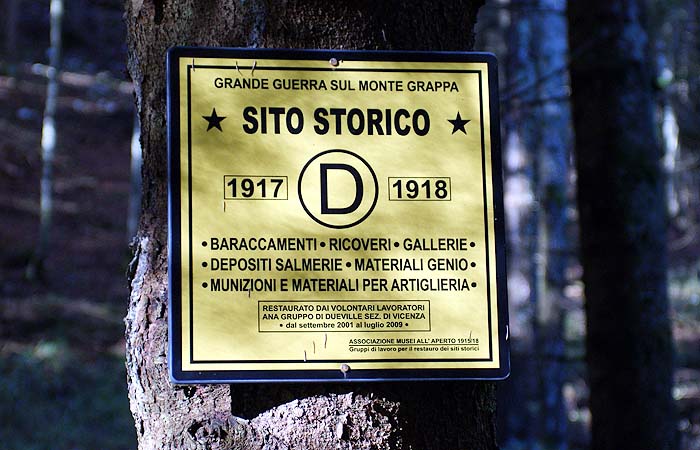 GRANDE GUERRA SUL MONTE GRAPPA
★ SITO STORICO ★
1917 D 1918
• BARACCAMENTI • RICOVERI • GALLERIE •
• DEPOSITI SALMERIE • MATERIALI GENIO •
• MUNIZIONI E MATERIALI PER ARTIGLIERIA •
RESTAURATO DAI VOLONTARI LAVORATORI
ANA GRUPPO DI DUEVILLE SEZ. DI VICENZA
• dal settembre 2001 al luglio 2009 •
ASSOCIAZIONE MUSEI ALL' APERTO 1915/18
Gruppi di lavoro per il restauro dei siti storici